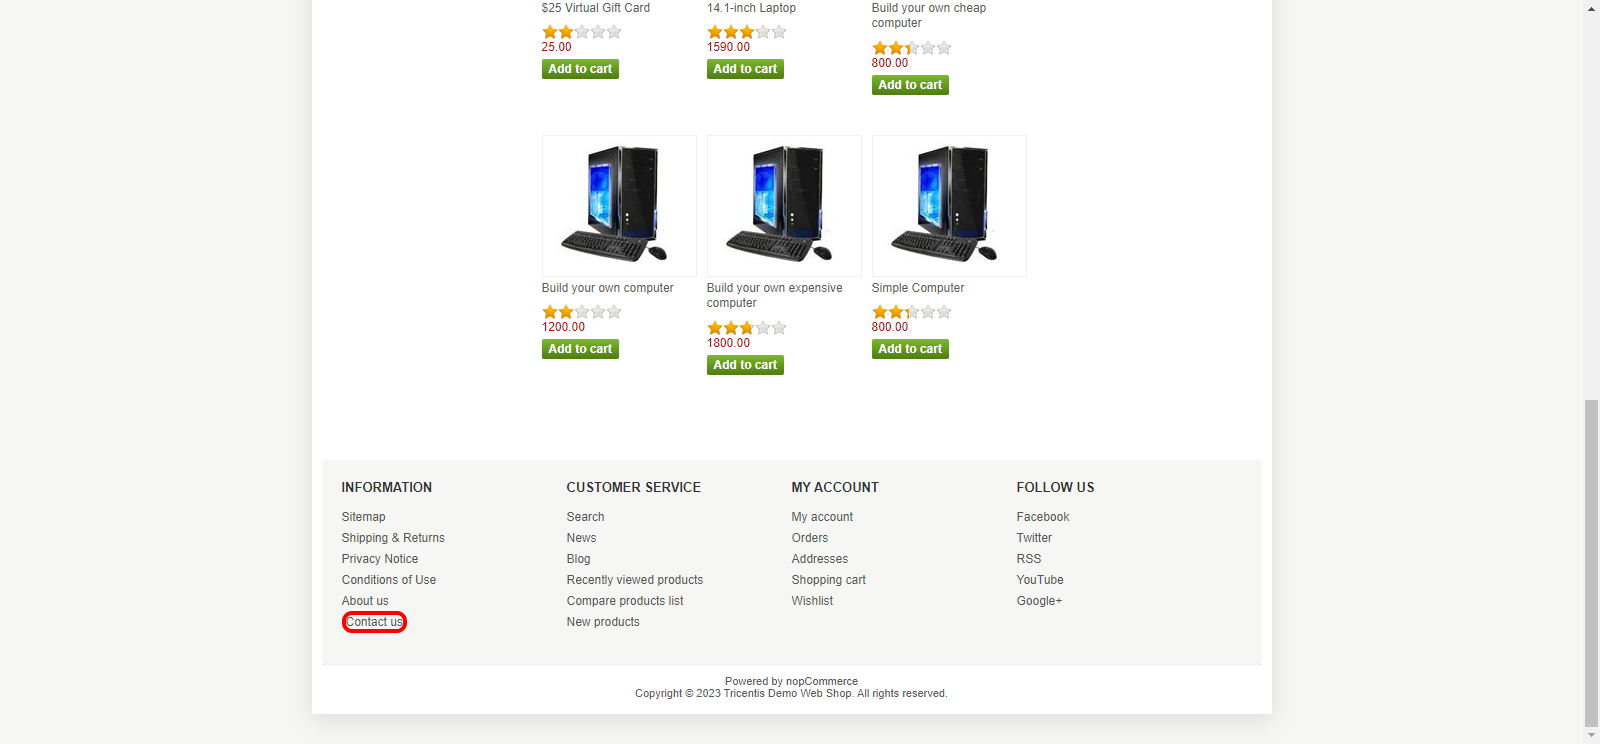 $25 Virtual Gift Card
25.00
Add to cart
14.1-inch Laptop
1590.00
Add to cart
Build your own cheap
computer
800.00
Add to cart
Build your own computer
1200.00
Add to cart
Build your own expensive
computer
1800.00
Add to cart
Simple Computer
800.00
Add to cart
INFORMATION
Sitemap
Shipping & Returns
Privacy Notice
Conditions of Use
About us
Contact us
CUSTOMER SERVICE
Search
News
Blog
Recently viewed products
Compare products list
New products
MY ACCOUNT
My account
Orders
Addresses
Shopping cart
Wishlist
FOLLOW US
Facebook
Twitter
RSS
YouTube
Google+
Powered by nopCommerce
Copyright © 2023 Tricentis Demo Web Shop. All rights reserved.